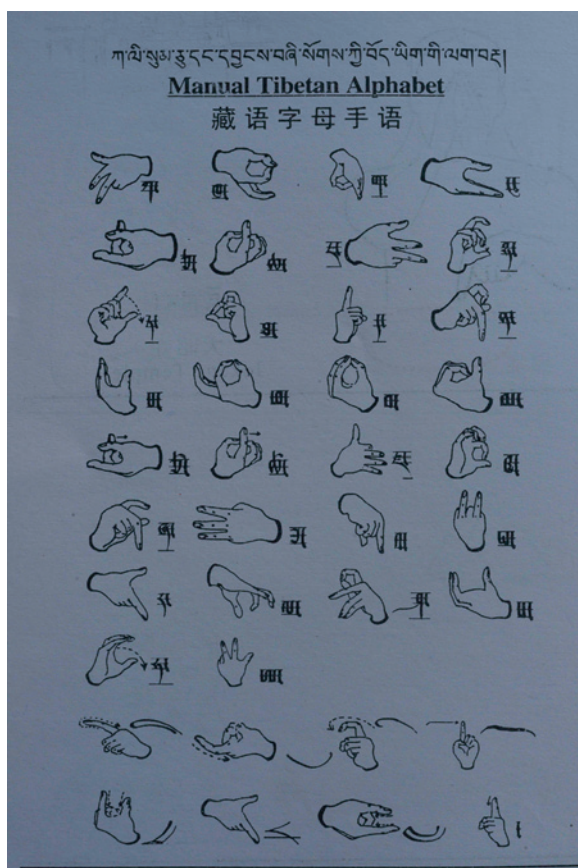 ཀ་ལི་སུམ་ཅུ་དང་དབྱངས་བཞི་སོགས་ཀྱི་བོད་ཡིག་གི་ལག་བརྡ།
Manual Tibetan Alphabet
藏语字母手语
ཀ ཁ ག ང
ཅ ཆ ཇ ཉ
ཏ ཐ ད ན
པ ཕ བ མ
ཙ ཚ ཛ ཝ
ཞ ཟ འ ཡ
ར ལ ཤ ས
ཧ ཨ